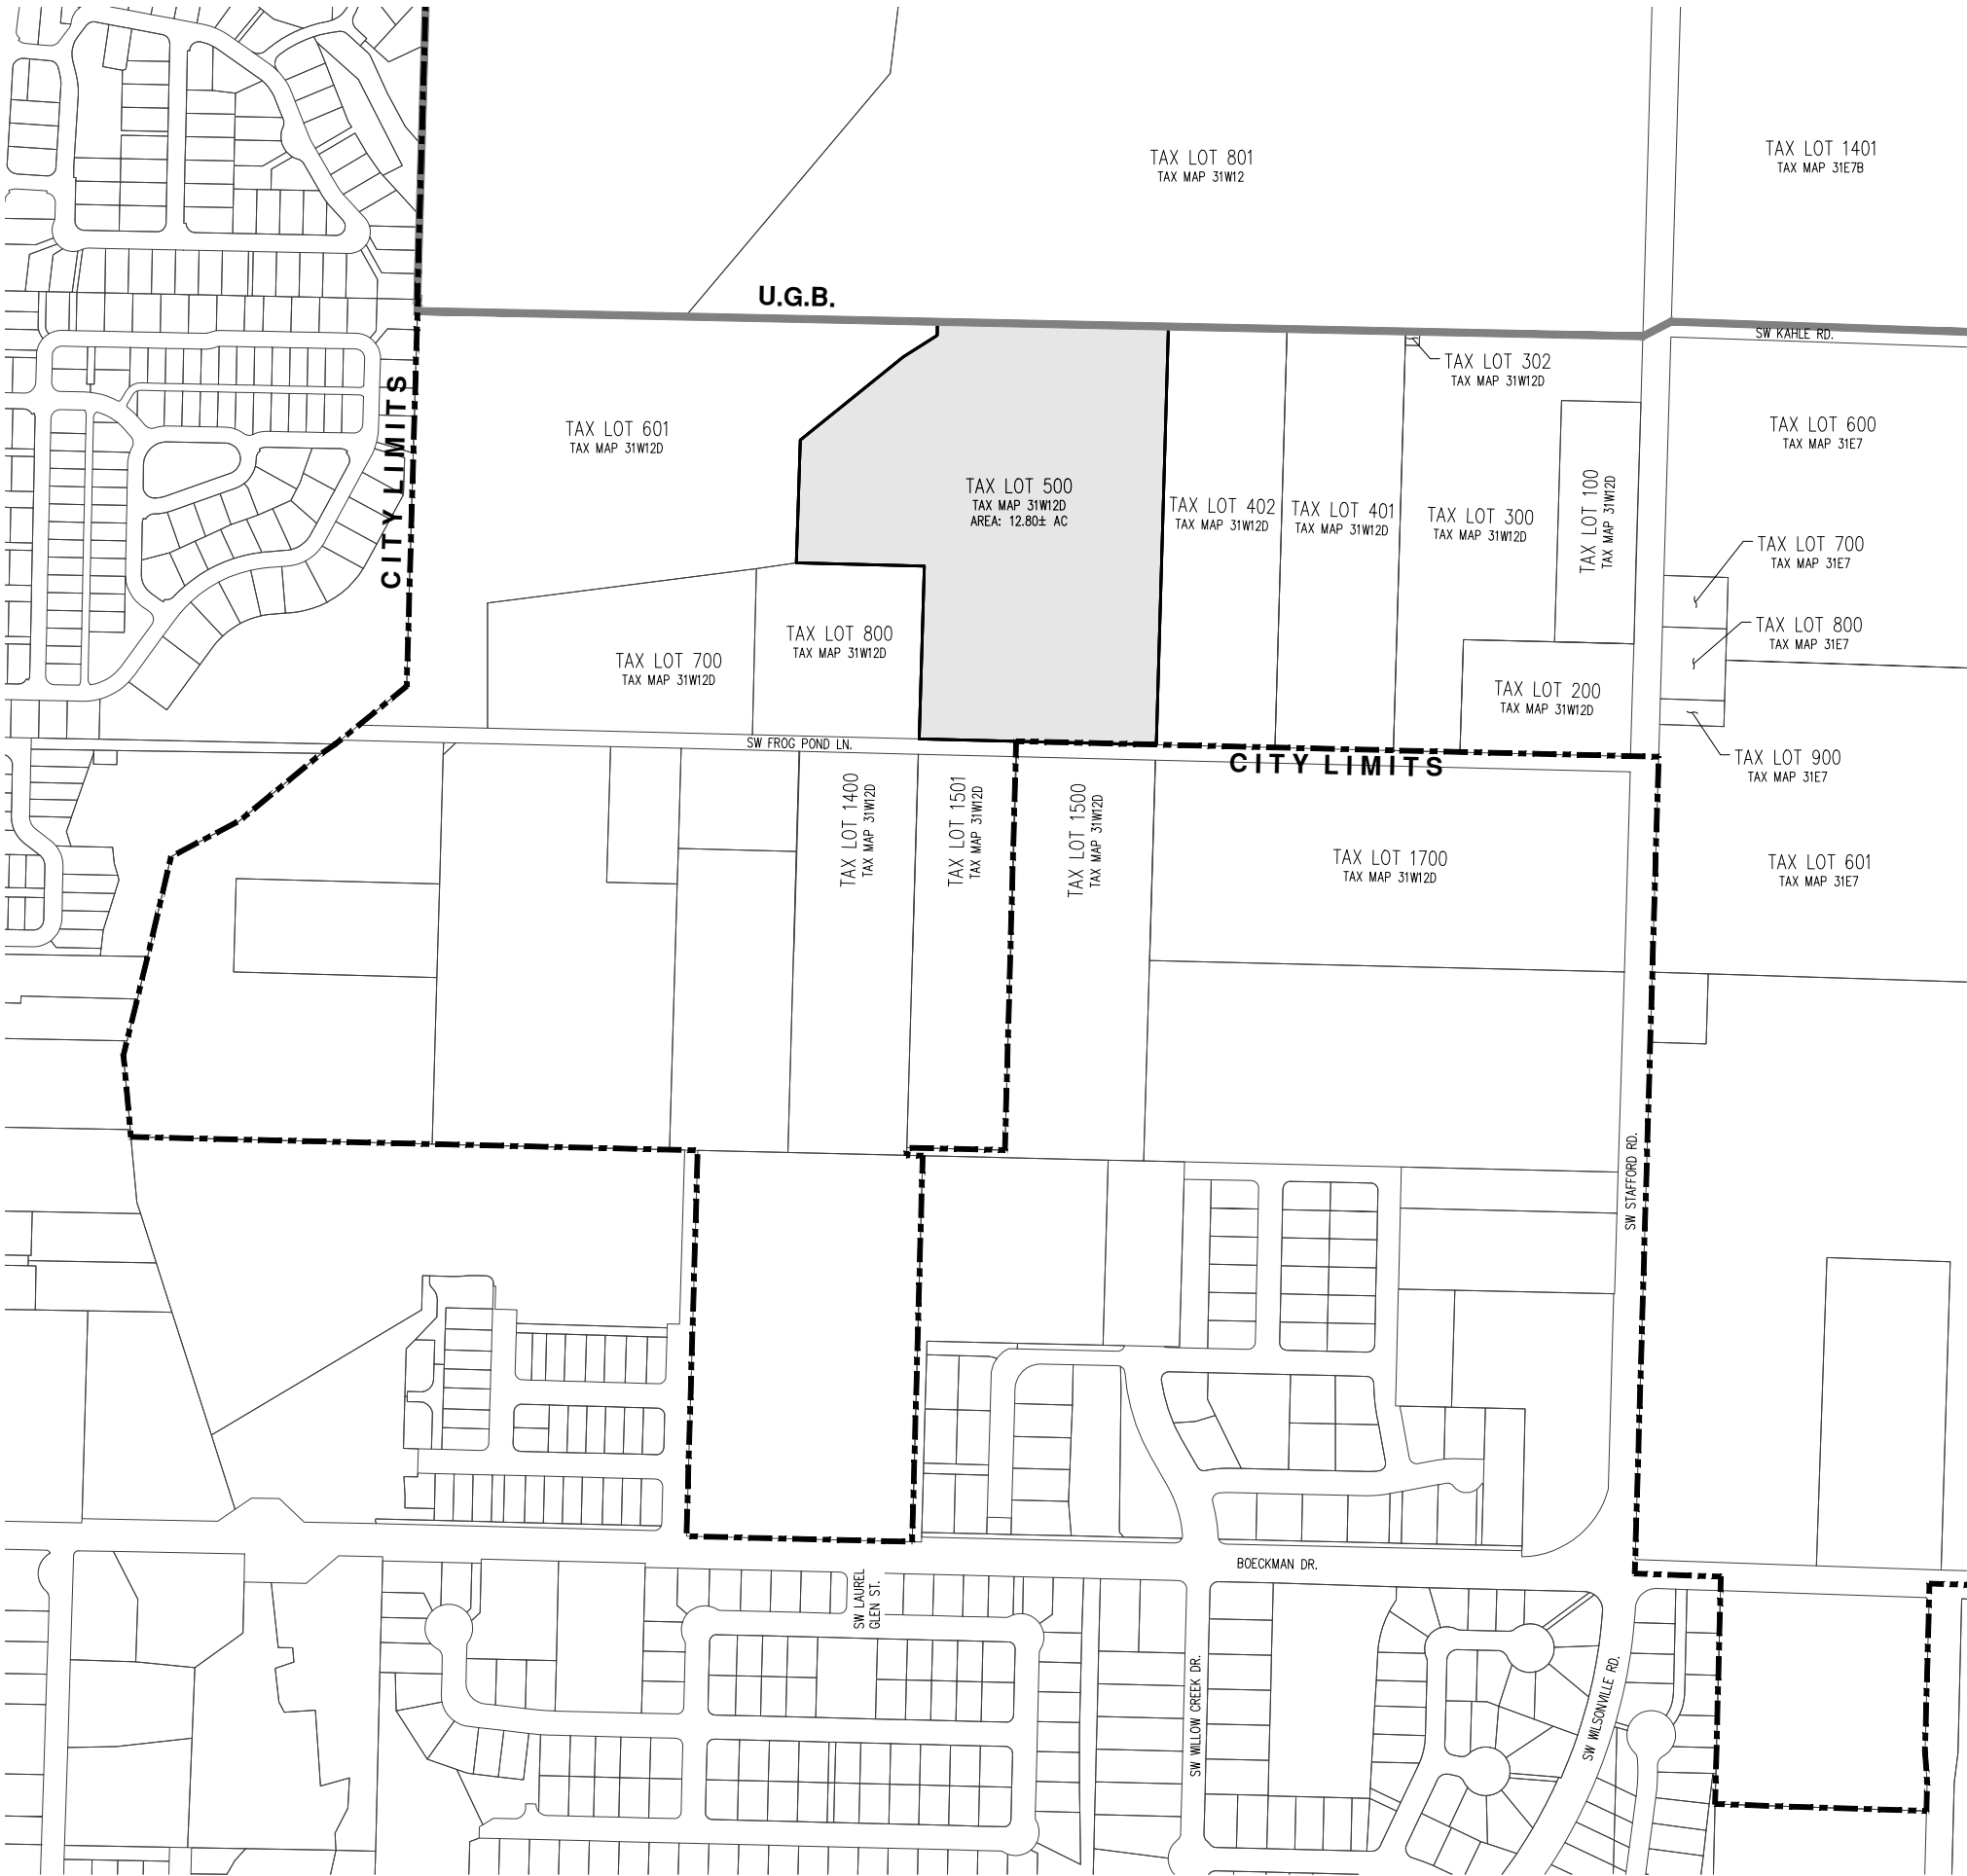 TAX LOT 801
TAX MAP 31W12
TAX LOT 1401
TAX MAP 31E7B
U.G.B.
SW KAHLE RD.
TAX LOT 302
TAX MAP 31W12D
CITY LIMITS
TAX LOT 601
TAX MAP 31W12D
TAX LOT 600
TAX MAP 31E7
TAX LOT 500
TAX MAP 31W12D
AREA: 12.80± AC
TAX LOT 402
TAX MAP 31W12D
TAX LOT 401
TAX MAP 31W12D
TAX LOT 300
TAX MAP 31W12D
TAX LOT 100
TAX MAP 31W12D
TAX LOT 700
TAX MAP 31E7
TAX LOT 800
TAX MAP 31E7
TAX LOT 800
TAX MAP 31W12D
TAX LOT 700
TAX MAP 31W12D
TAX LOT 200
TAX MAP 31W12D
SW FROG POND LN.
CITY LIMITS
TAX LOT 900
TAX MAP 31E7
TAX LOT 1400
TAX MAP 31W12D
TAX LOT 1501
TAX MAP 31W12D
TAX LOT 1500
TAX MAP 31W12D
TAX LOT 1700
TAX MAP 31W12D
TAX LOT 601
TAX MAP 31E7
SW STAFFORD RD.
BOECKMAN DR.
SW LAUREL
GLEN ST.
SW WILLOW CREEK DR.
SW WILSONVILLE RD.